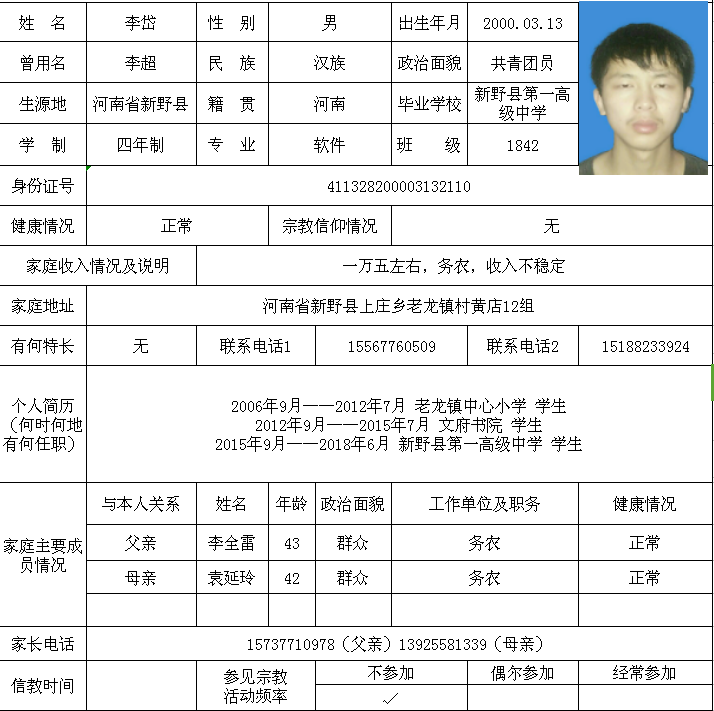 姓 名 李岱 性 别 男 出生年月 2000.03.13
曾用名 李超 民 族 汉族 政治面貌 共青团员
生源地 河南省新野县 籍 贯 河南 毕业学校 新野县第一高
级中学
学 制 四年制 专 业 软件 班 级 1842
身份证号 411328200003132110
健康情况 正常 宗教信仰情况 无
家庭收入情况及说明 一万五左右，务农，收入不稳定
家庭地址 河南省新野县上庄乡老龙镇村黄店12组
有何特长 无 联系电话1 15567760509 联系电话2 15188233924
个人简历
（何时何地
有何任职）
2006年9月——2012年7月 老龙镇中心小学 学生
2012年9月——2015年7月 文府书院 学生
2015年9月——2018年6月 新野县第一高级中学 学生
家庭主要成
员情况
与本人关系 姓名 年龄 政治面貌 工作单位及职务 健康情况
父亲 李全雷 43 群众 务农 正常
母亲 袁延玲 42 群众 务农 正常
家长电话 15737710978（父亲）13925581339（母亲）
信教时间 参见宗教
活动频率
不参加 偶尔参加 经常参加
✓